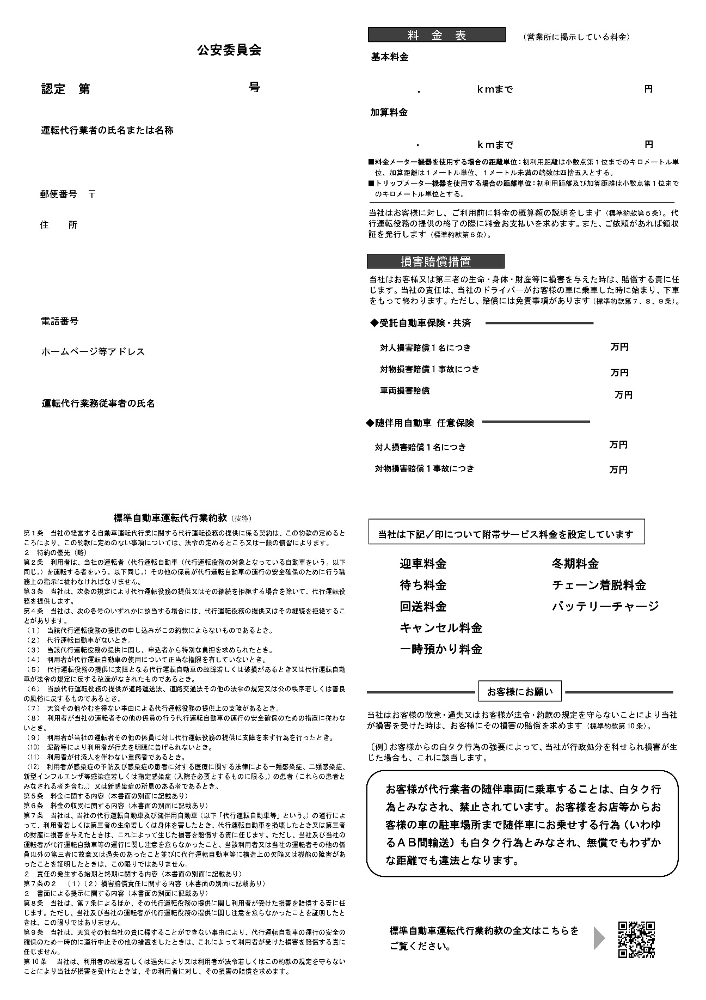 公安委員会
認定　第　　　　　　　　　号
運転代行業者の氏名または名称
郵便番号　〒
住　　所
電話番号
ホームページ等アドレス
運転代行業務従事者の氏名
料　金　表　（営業所に掲示している料金）
基本料金
．　　　ｋｍまで　　　　　　　円
加算料金
．　　　ｋｍまで　　　　　　　円
■料金メーター機器を使用する場合の距離単位：初利用距離は小数点第１位までのキロメートル単
位、加算距離は１メートル単位、１メートル未満の端数は四捨五入とする。
■トリップメーター機器を使用する場合の距離単位：初利用距離及び加算距離は小数点第１位まで
のキロメートル単位とする。
当社はお客様に対し、ご利用前に料金の概算額の説明をします（標準約款第５条）。代
行運転役務の提供の終了の際に料金お支払いを求めます。また、ご依頼があれば領収
証を発行します（標準約款第６条）。
損害賠償措置
当社はお客様又は第三者の生命・身体・財産等に損害を与えた時は、賠償する責に任
じます。当社の責任は、当社のドライバーがお客様の車に乗車した時に始まり、下車
をもって終わります。ただし、賠償には免責事項があります（標準約款第７、８、９条）。
◆受託自動車保険・共済
対人損害賠償１名につき　　　　　　　万円
対物損害賠償１事故につき　　　　　　万円
車両損害賠償　　　　　　　　　　　　万円
◆随伴用自動車 任意保険
対人損害賠償１名につき　　　　　　　万円
対物損害賠償１事故につき　　　　　　万円
標準自動車運転代行業約款（抜粋）
第１条　当社の経営する自動車運転代行業に関する代行運転役務の提供に係る契約は、この約款の定めると
ころにより、この約款に定めのない事項については、法令の定めるところ又は一般の慣習によります。
２　特約の優先（略）
第２条　利用者は、当社の運転者（代行運転自動車（代行運転役務の対象となっている自動車をいう。以下
同じ。）を運転する者をいう。以下同じ。）その他の係員が代行運転自動車の運行の安全確保のために行う職
務上の指示に従わなければなりません。
第３条　当社は、次条の規定により代行運転役務の提供又はその継続を拒絶する場合を除いて、代行運転役
務を提供します。
第４条　当社は、次の各号のいずれかに該当する場合には、代行運転役務の提供又はその継続を拒絶するこ
とがあります。
（１）　当該代行運転役務の提供の申し込みがこの約款によらないものであるとき。
（２）　代行運転自動車がないとき。
（３）　当該代行運転役務の提供に関し、申込者から特別な負担を求められたとき。
（４）　利用者が代行運転自動車の使用について正当な権限を有していないとき。
（５）　代行運転役務の提供に支障となる代行運転自動車の故障若しくは破損があるとき又は代行運転自動
車が法令の規定に反する改造がなされたものであるとき。
（６）　当該代行運転役務の提供が道路運送法、道路交通法その他の法令の規定又は公の秩序若しくは善良
の風俗に反するものであるとき。
（７）　天災その他やむを得ない事由による代行運転役務の提供上の支障があるとき。
（８）　利用者が当社の運転者その他の係員の行う代行運転自動車の運行の安全確保のための措置に従わな
いとき。
（９）　利用者が当社の運転者その他の係員に対し代行運転役務の提供に支障を来す行為を行ったとき。
（10）　泥酔等により利用者が行先を明瞭に告げられないとき。
（11）　利用者が付添人を伴わない重病者であるとき。
（12）　利用者が感染症の予防及び感染症の患者に対する医療に関する法律による一類感染症、二類感染症、
新型インフルエンザ等感染症若しくは指定感染症（入院を必要とするものに限る。）の患者（これらの患者と
みなされる者を含む。）又は新感染症の所見のある者であるとき。
第５条　料金に関する内容（本書面の別面に記載あり）
第６条　料金の収受に関する内容（本書面の別面に記載あり）
第７条　当社は、当社の代行運転自動車及び随伴用自動車（以下「代行運転自動車等」という。）の運行によ
って、利用者若しくは第三者の生命若しくは身体を害したとき、代行運転自動車を損壊したとき又は第三者
の財産に損害を与えたときは、これによって生じた損害を賠償する責に任じます。ただし、当社及び当社の
運転者が代行運転自動車等の運行に関し注意を怠らなかったこと、当該利用者又は当社の運転者その他の係
員以外の第三者に故意又は過失のあったこと並びに代行運転自動車等に構造上の欠陥又は機能の障害があ
ったことを証明したときは、この限りではありません。
２　責任の発生する始期と終期に関する内容（本書面の別面に記載あり）
第７条の２　（１）（２）損害賠償責任に関する内容（本書面の別面に記載あり）
２　書面による提示に関する内容（本書面の別面に記載あり）
第８条　当社は、第７条によるほか、その代行運転役務の提供に関し利用者が受けた損害を賠償する責に任
じます。ただし、当社及び当社の運転者が代行運転役務の提供に関し注意を怠らなかったことを証明したと
きは、この限りではありません。
第９条　当社は、天災その他当社の責に帰することができない事由により、代行運転自動車の運行の安全の
確保のため一時的に運行中止その他の措置をしたときは、これによって利用者が受けた損害を賠償する責に
任じません。
第10条　当社は、利用者の故意若しくは過失により又は利用者が法令若しくはこの約款の規定を守らない
ことにより当社が損害を受けたときは、その利用者に対し、その損害の賠償を求めます。
当社は下記✓印について附帯サービス料金を設定しています
迎車料金　　　　　　　　冬期料金
待ち料金　　　　　　　　チェーン着脱料金
回送料金　　　　　　　　バッテリーチャージ
キャンセル料金
一時預かり料金
お客様にお願い
当社はお客様の故意・過失又はお客様が法令・約款の規定を守らないことにより当社
が損害を受けた時は、お客様にその損害の賠償を求めます（標準約款第10条）。
〔例〕お客様からの白タク行為の強要によって、当社が行政処分を科せられ損害が生
じた場合も、これに該当します。
お客様が代行業者の随伴車両に乗車することは、白タク行
為とみなされ、禁止されています。お客様をお店等からお
客様の車の駐車場所まで随伴車にお乗せする行為（いわゆ
るＡＢ間輸送）も白タク行為とみなされ、無償でもわずか
な距離でも違法となります。
標準自動車運転代行業約款の全文はこちらを
ご覧ください。